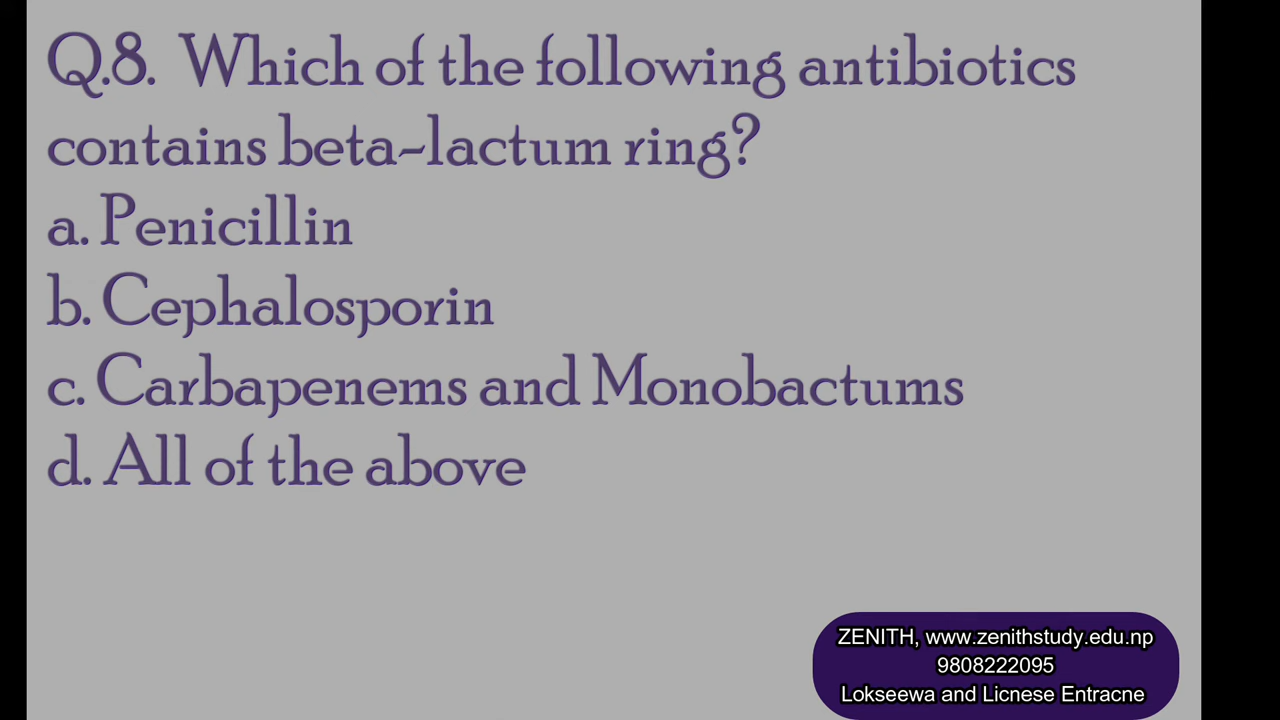 Q.8. Which of the following antibiotics
contains beta-lactum ring?
a. Penicillin
b. Cephalosporin
c. Carbapenems and Monobactums
d. All of the above
ZENITH, www.zenithstudy.edu.np
9808222095
Lokseewa and Licnese Entracne